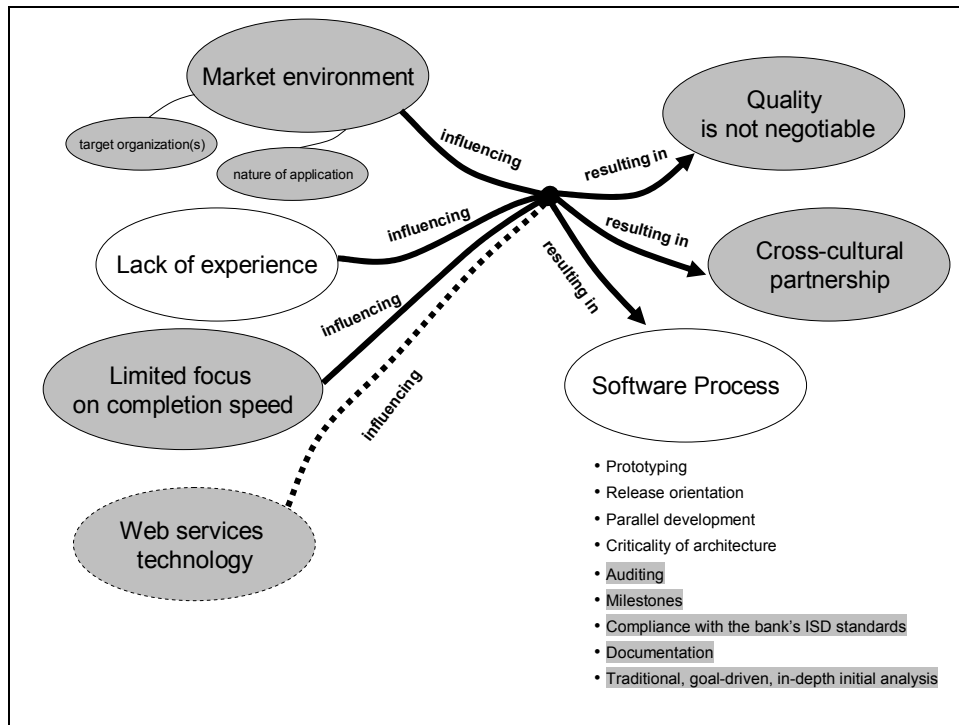 Market environment
target organization(s)
nature of application
influencing
resulting in
Quality
is not negotiable
influencing
resulting in
Cross-cultural
partnership
Lack of experience
influencing
resulting in
Limited focus
on completion speed
influencing
Software Process
Web services
technology
• Prototyping
• Release orientation
• Parallel development
• Criticality of architecture
• Auditing
• Milestones
• Compliance with the bank’s ISD standards
• Documentation
• Traditional, goal-driven, in-depth initial analysis